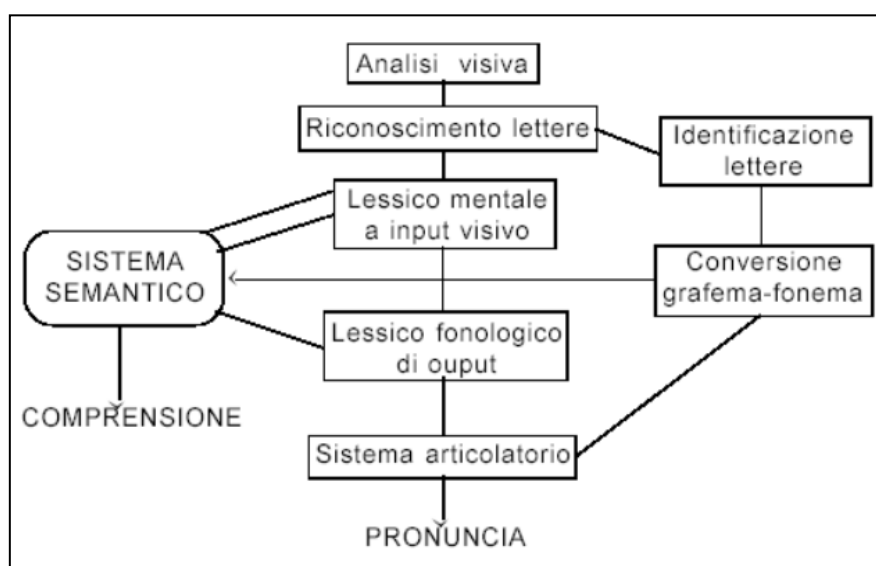 Analisi visiva
Riconoscimento lettere
Identificazione
lettere
Lessico mentale
a input visivo
SISTEMA
SEMANTICO
Conversione
grafema-fonema
Lessico fonologico
di ouput
COMPRENSIONE
Sistema articolatorio
PRONUNCIA